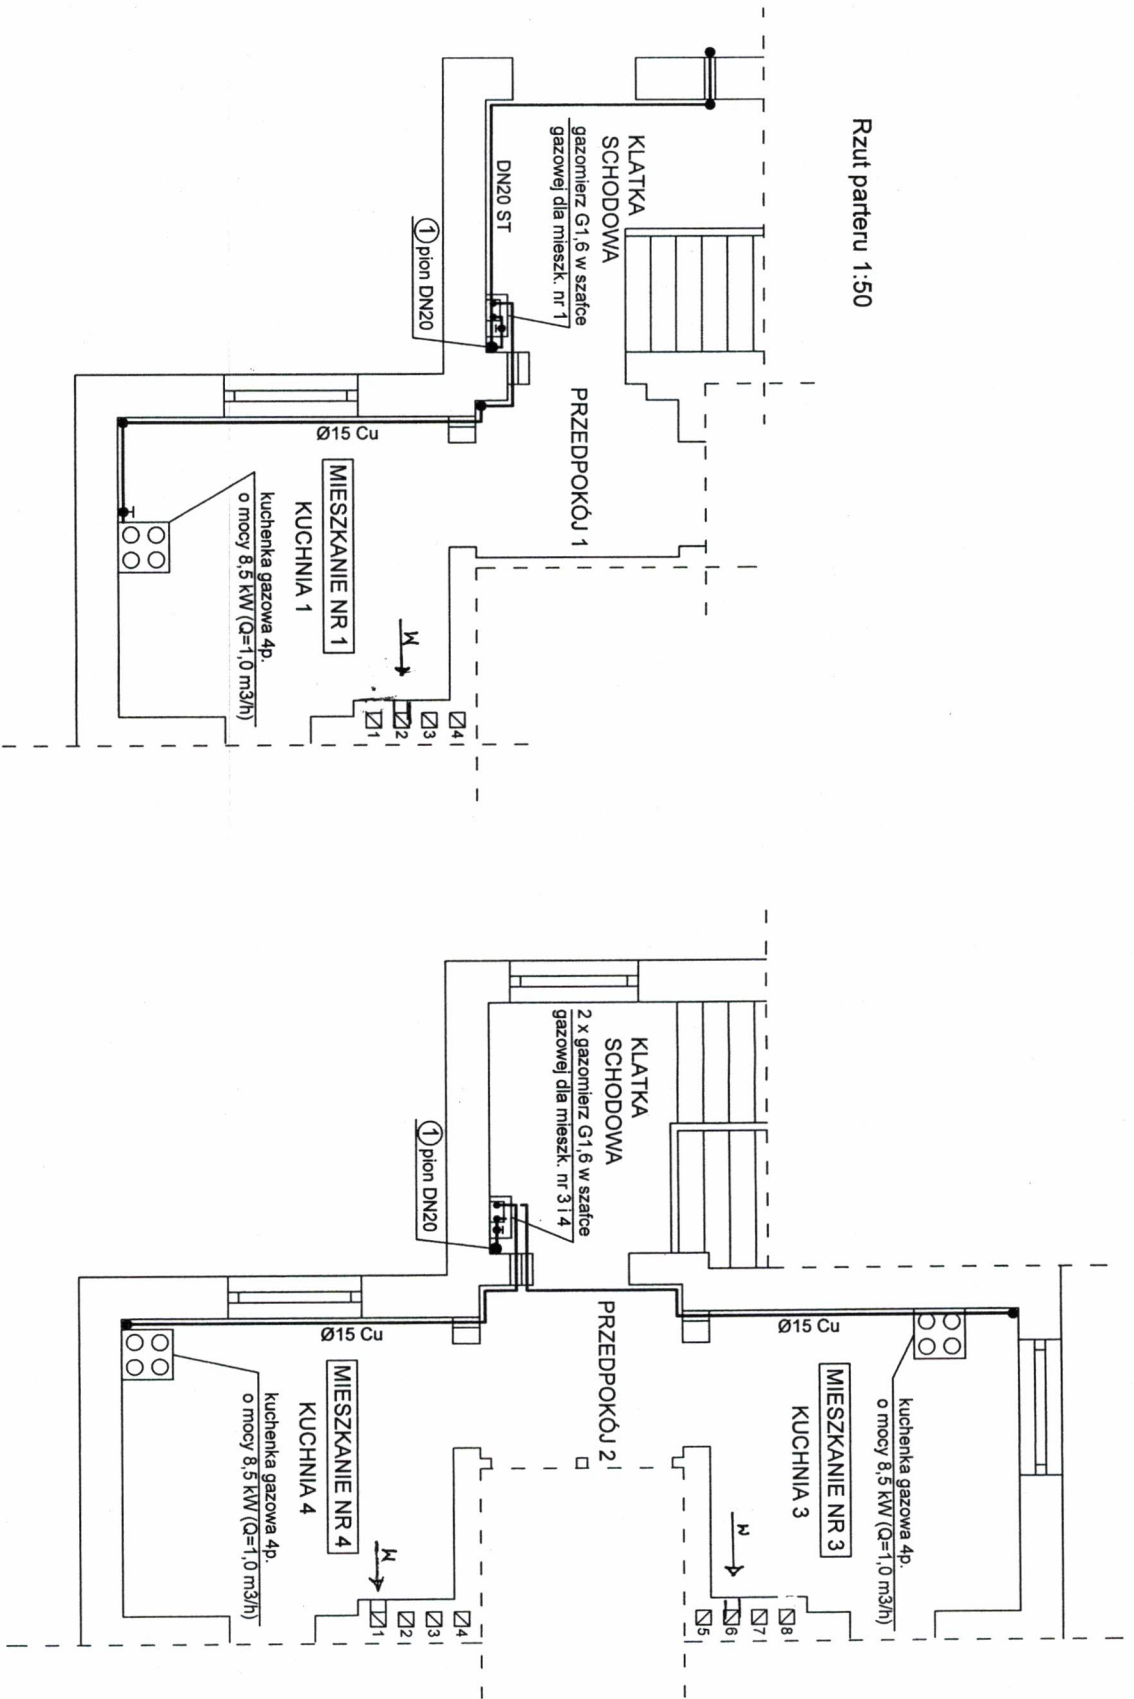 Rzut parteru 1:50
KLATKA
SCHODOWA
gazomierz G1,6 w szafce
gazowej dla mieszk. nr 1
DN20 ST
1 pion DN20
PRZEDPOKÓJ 1
Ø15 Cu
MIESZKANIE NR 1
KUCHNIA 1
kuchenka gazowa 4p.
o mocy 8,5 kW (Q=1,0 m3/h)
W
4
3
2
1
KLATKA
SCHODOWA
2 x gazomierz G1,6 w szafce
gazowej dla mieszk. nr 3 i 4
1 pion DN20
PRZEDPOKÓJ 2
Ø15 Cu
kuchenka gazowa 4p.
o mocy 8,5 kW (Q=1,0 m3/h)
MIESZKANIE NR 3
KUCHNIA 3
W
8
7
6
5
Ø15 Cu
MIESZKANIE NR 4
KUCHNIA 4
kuchenka gazowa 4p.
o mocy 8,5 kW (Q=1,0 m3/h)
W
4
3
2
1